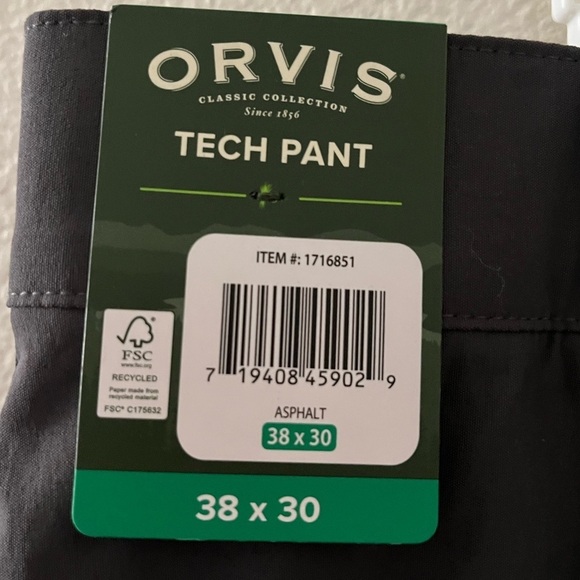 ORVIS®
CLASSIC COLLECTION
Since 1856
TECH PANT
ITEM #: 1716851
7 19408 45902 9
ASPHALT
38 x 30
FSC
www.fsc.org
RECYCLED
Paper made from
recycled material
FSC® C175632
38 x 30